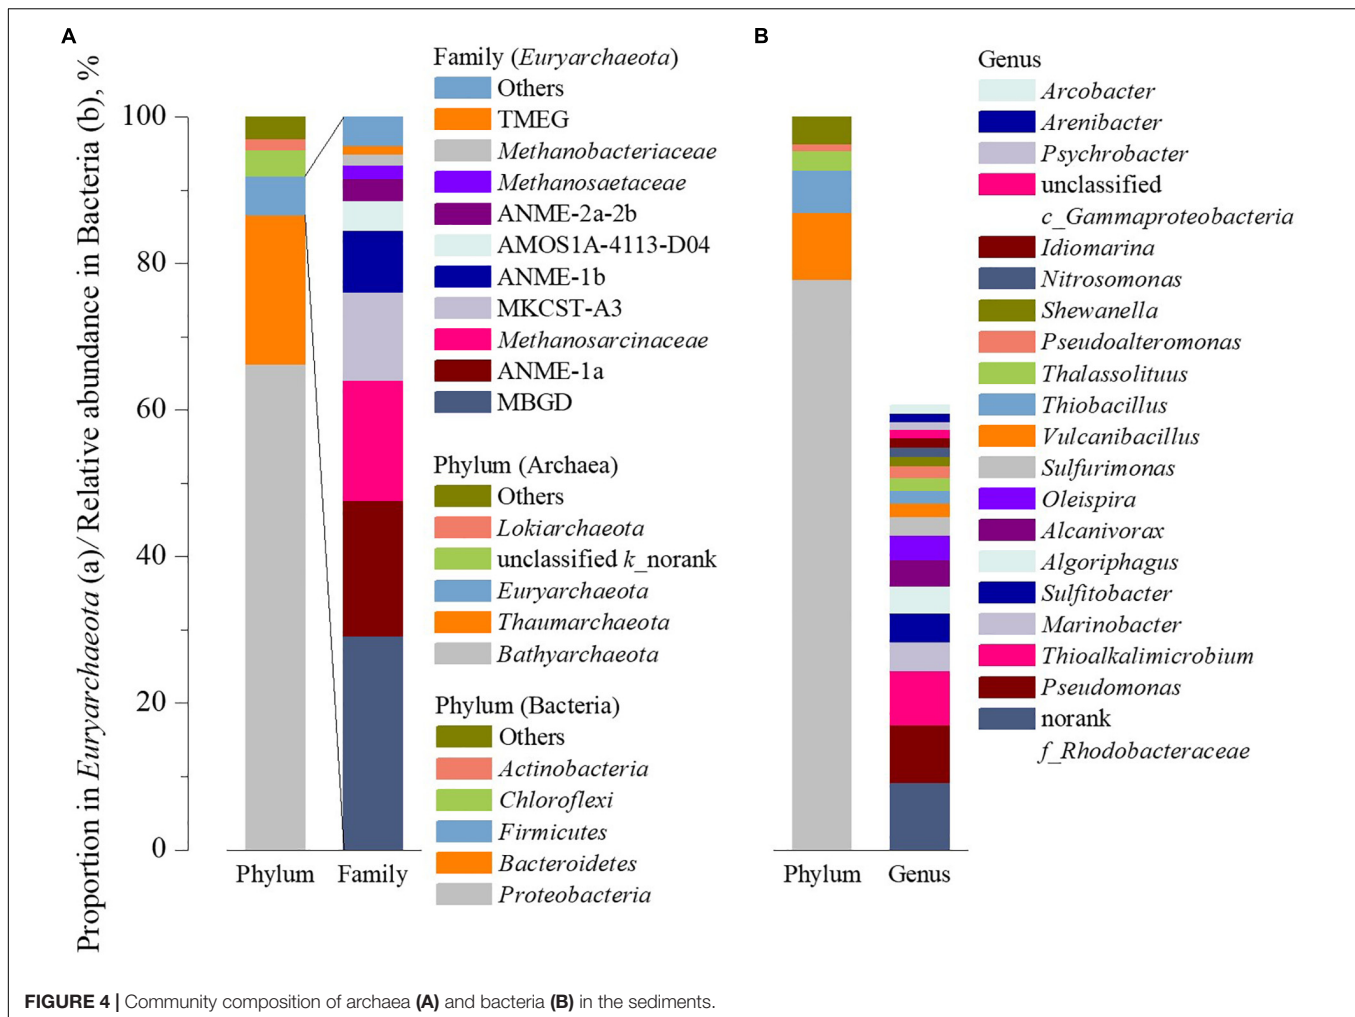 A
B
Proportion in Euryarchaeota (a)/ Relative abundance in Bacteria (b), %
100
80
60
40
20
0
Phylum
Family
Family (Euryarchaeota)
Others
TMEG
Methanobacteriaceae
Methanosaetaceae
ANME-2a-2b
AMOS1A-4113-D04
ANME-1b
MKCST-A3
Methanosarcinaceae
ANME-1a
MBGD
Phylum (Archaea)
Others
Lokiarchaeota
unclassified k_norank
Euryarchaeota
Thaumarchaeota
Bathyarchaeota
Phylum (Bacteria)
Others
Actinobacteria
Chloroflexi
Firmicutes
Bacteroidetes
Proteobacteria
Phylum
Genus
Genus
Arcobacter
Arenibacter
Psychrobacter
unclassified
c_Gammaproteobacteria
Idiomarina
Nitrosomonas
Shewanella
Pseudoalteromonas
Thalassolituus
Thiobacillus
Vulcanibacillus
Sulfurimonas
Oleispira
Alcanivorax
Algoriphagus
Sulfitobacter
Marinobacter
Thioalkalimicrobium
Pseudomonas
norank
f_Rhodobacteraceae
FIGURE 4 | Community composition of archaea (A) and bacteria (B) in the sediments.